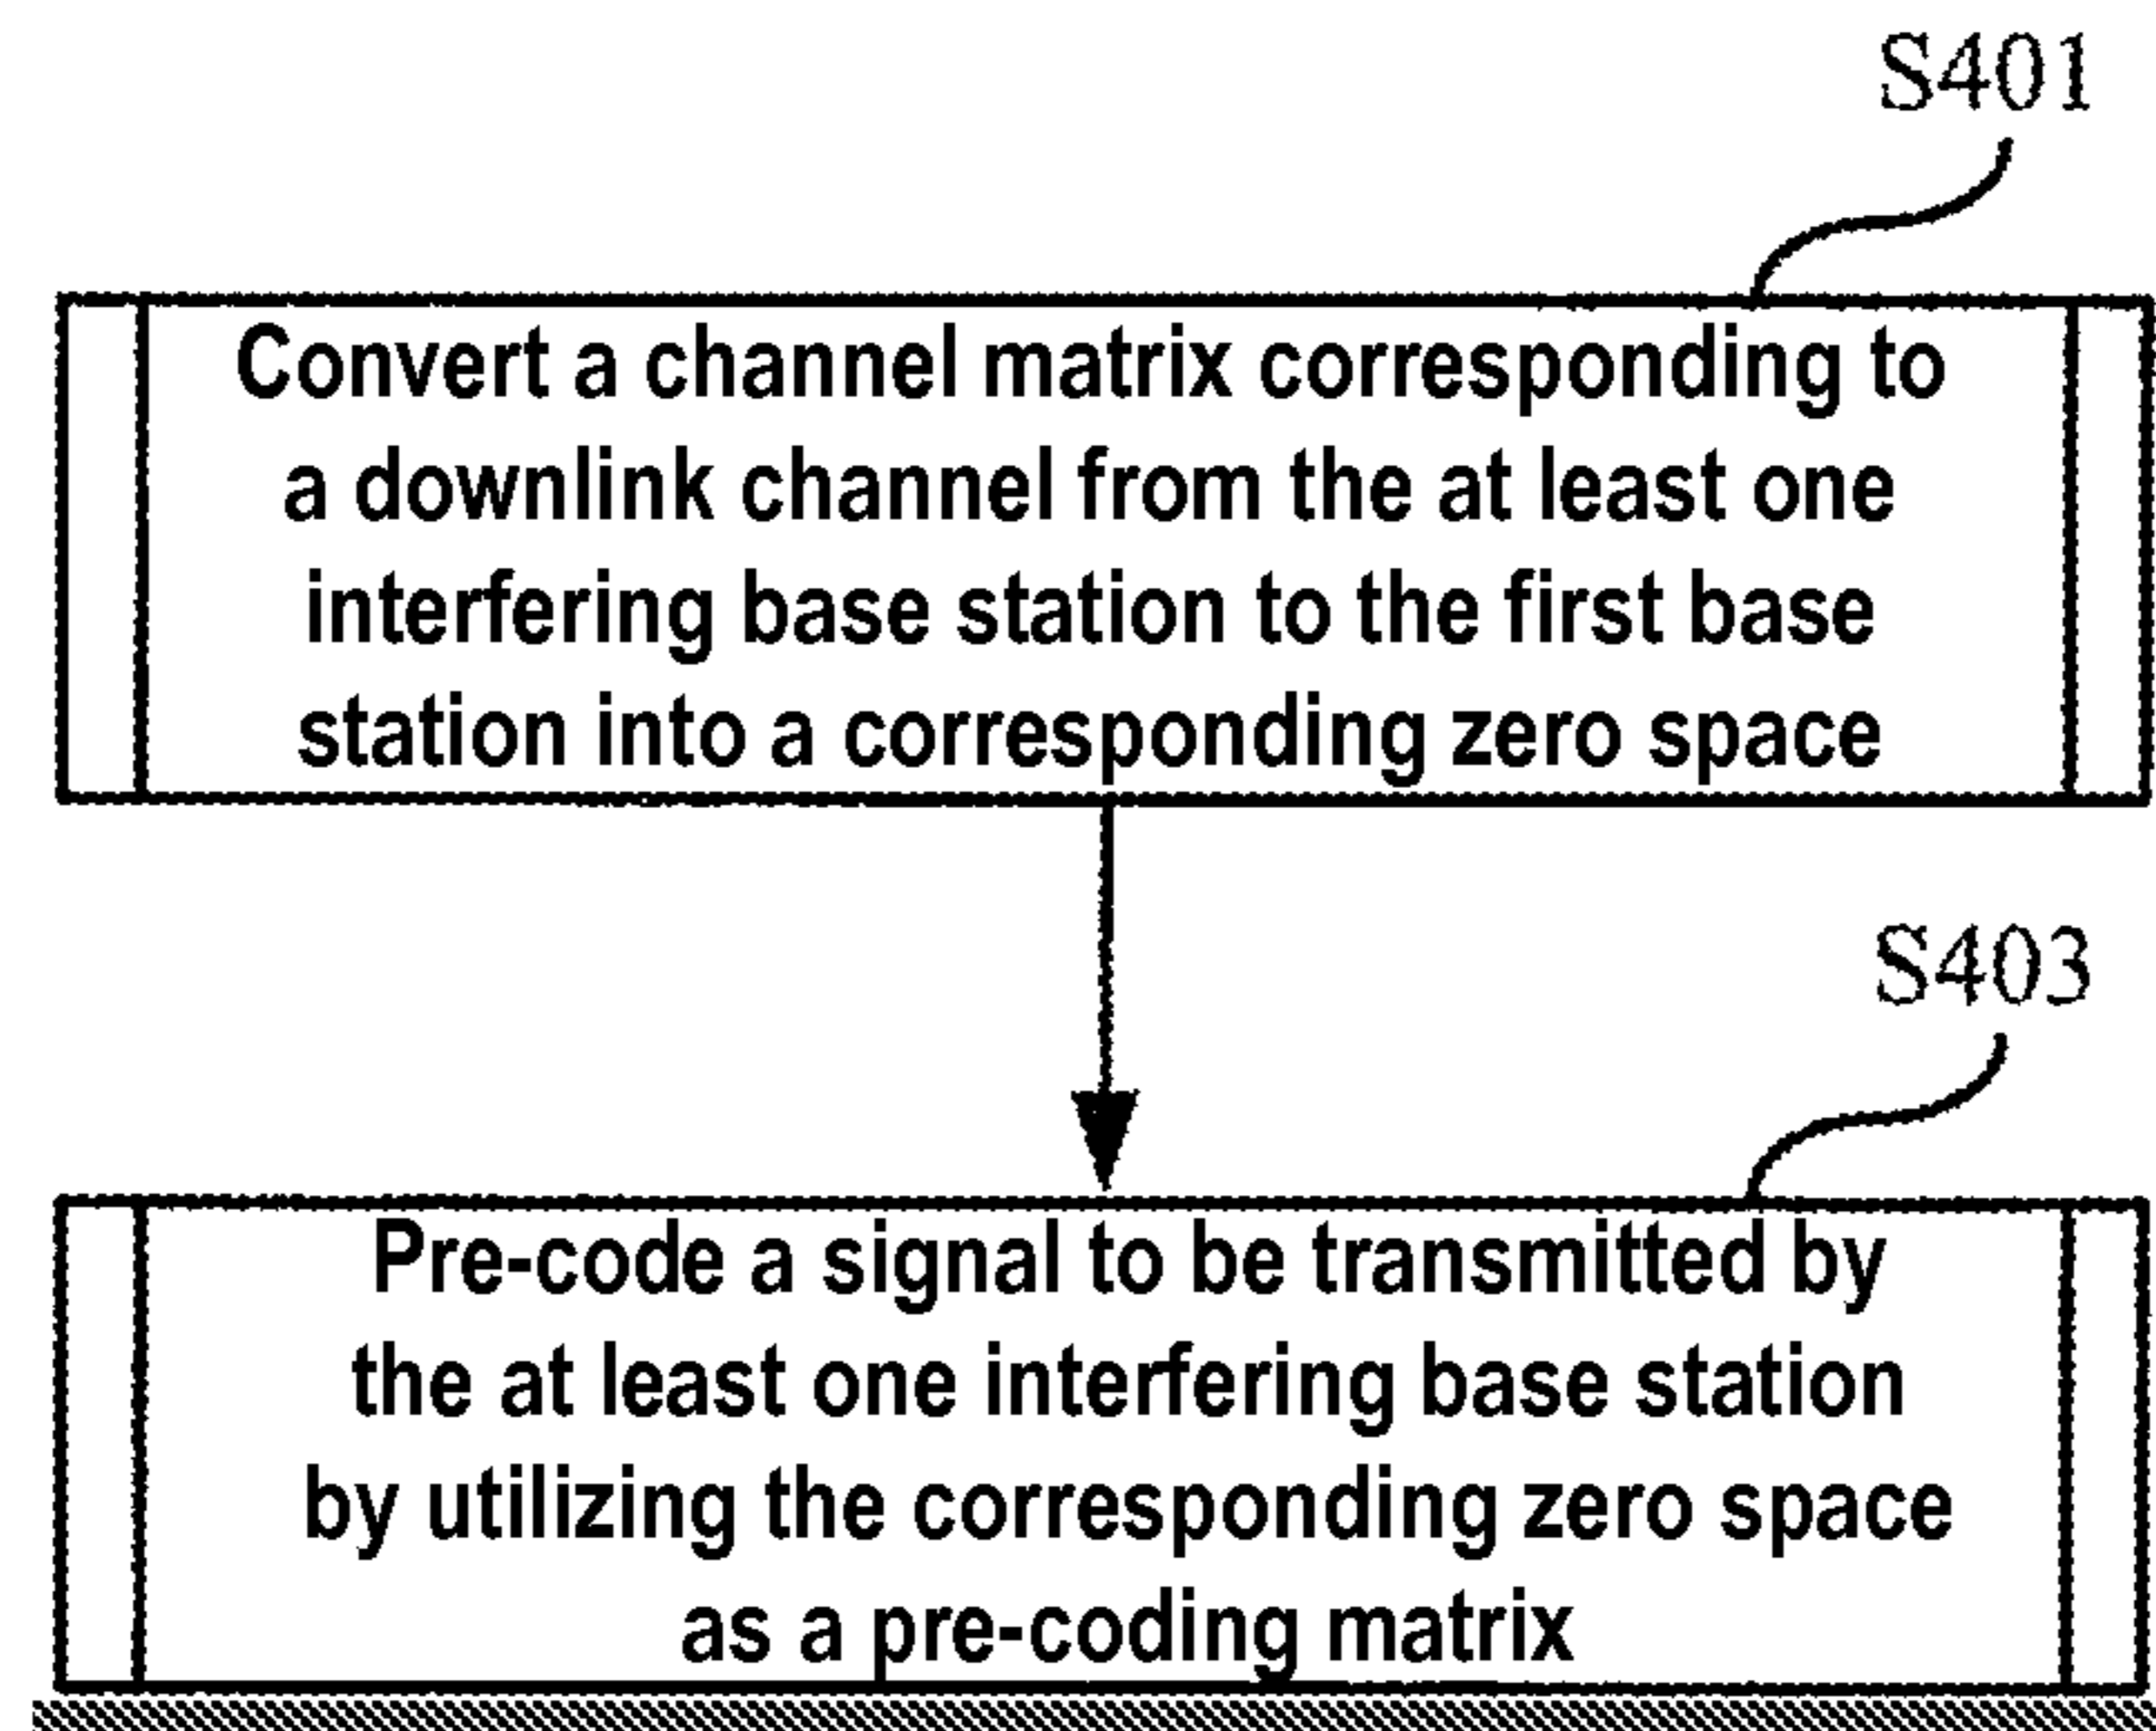 S401
Convert a channel matrix corresponding to
a downlink channel from the at least one
interfering base station to the first base
station into a corresponding zero space
S403
Pre-code a signal to be transmitted by
the at least one interfering base station
by utilizing the corresponding zero space
as a pre-coding matrix